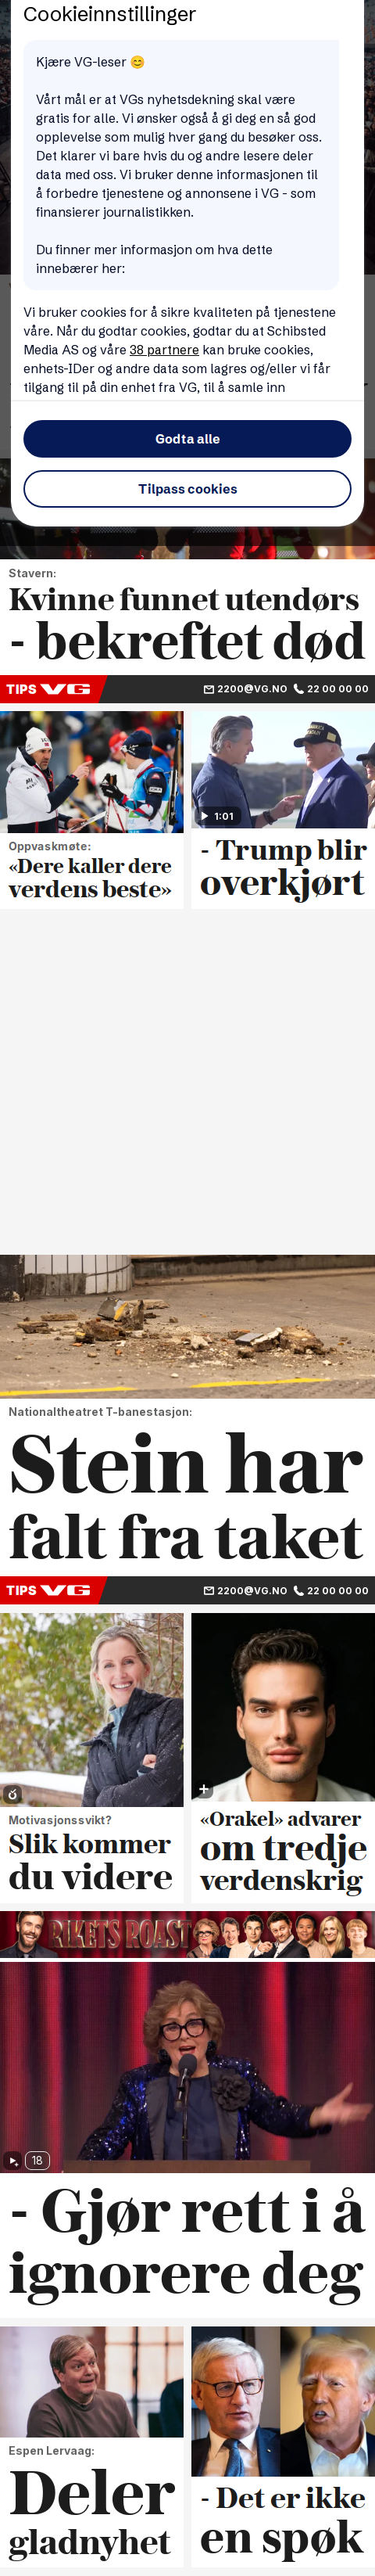 Cookieinnstillinger
Kjære VG-leser 😊
Vårt mål er at VGs nyhetsdekning skal være
gratis for alle. Vi ønsker også å gi deg en så god
opplevelse som mulig hver gang du besøker oss.
Det klarer vi bare hvis du og andre lesere deler
data med oss. Vi bruker denne informasjonen til
å forbedre tjenestene og annonsene i VG - som
finansierer journalistikken.
Du finner mer informasjon om hva dette
innebærer her:
Vi bruker cookies for å sikre kvaliteten på tjenestene
våre. Når du godtar cookies, godtar du at Schibsted
Media AS og våre 38 partnere kan bruke cookies,
enhets-IDer og andre data som lagres og/eller vi får
tilgang til på din enhet fra VG, til å samle inn
Godta alle
Tilpass cookies
Stavern:
Kvinne funnet utendørs
- bekreftet død
TIPS VG 2200@VG.NO 22 00 00 00
1:01
Oppvaskmøte:
«Dere kaller dere
verdens beste»
- Trump blir
overkjørt
Nationaltheatret T-banestasjon:
Stein har
falt fra taket
TIPS VG 2200@VG.NO 22 00 00 00
Motivasjonssvikt?
Slik kommer
du videre
«Orakel» advarer
om tredje
verdenskrig
RIKETS ROAST
18
- Gjør rett i å
ignorere deg
Espen Lervaag:
Deler
gladnyhet
- Det er ikke
en spøk